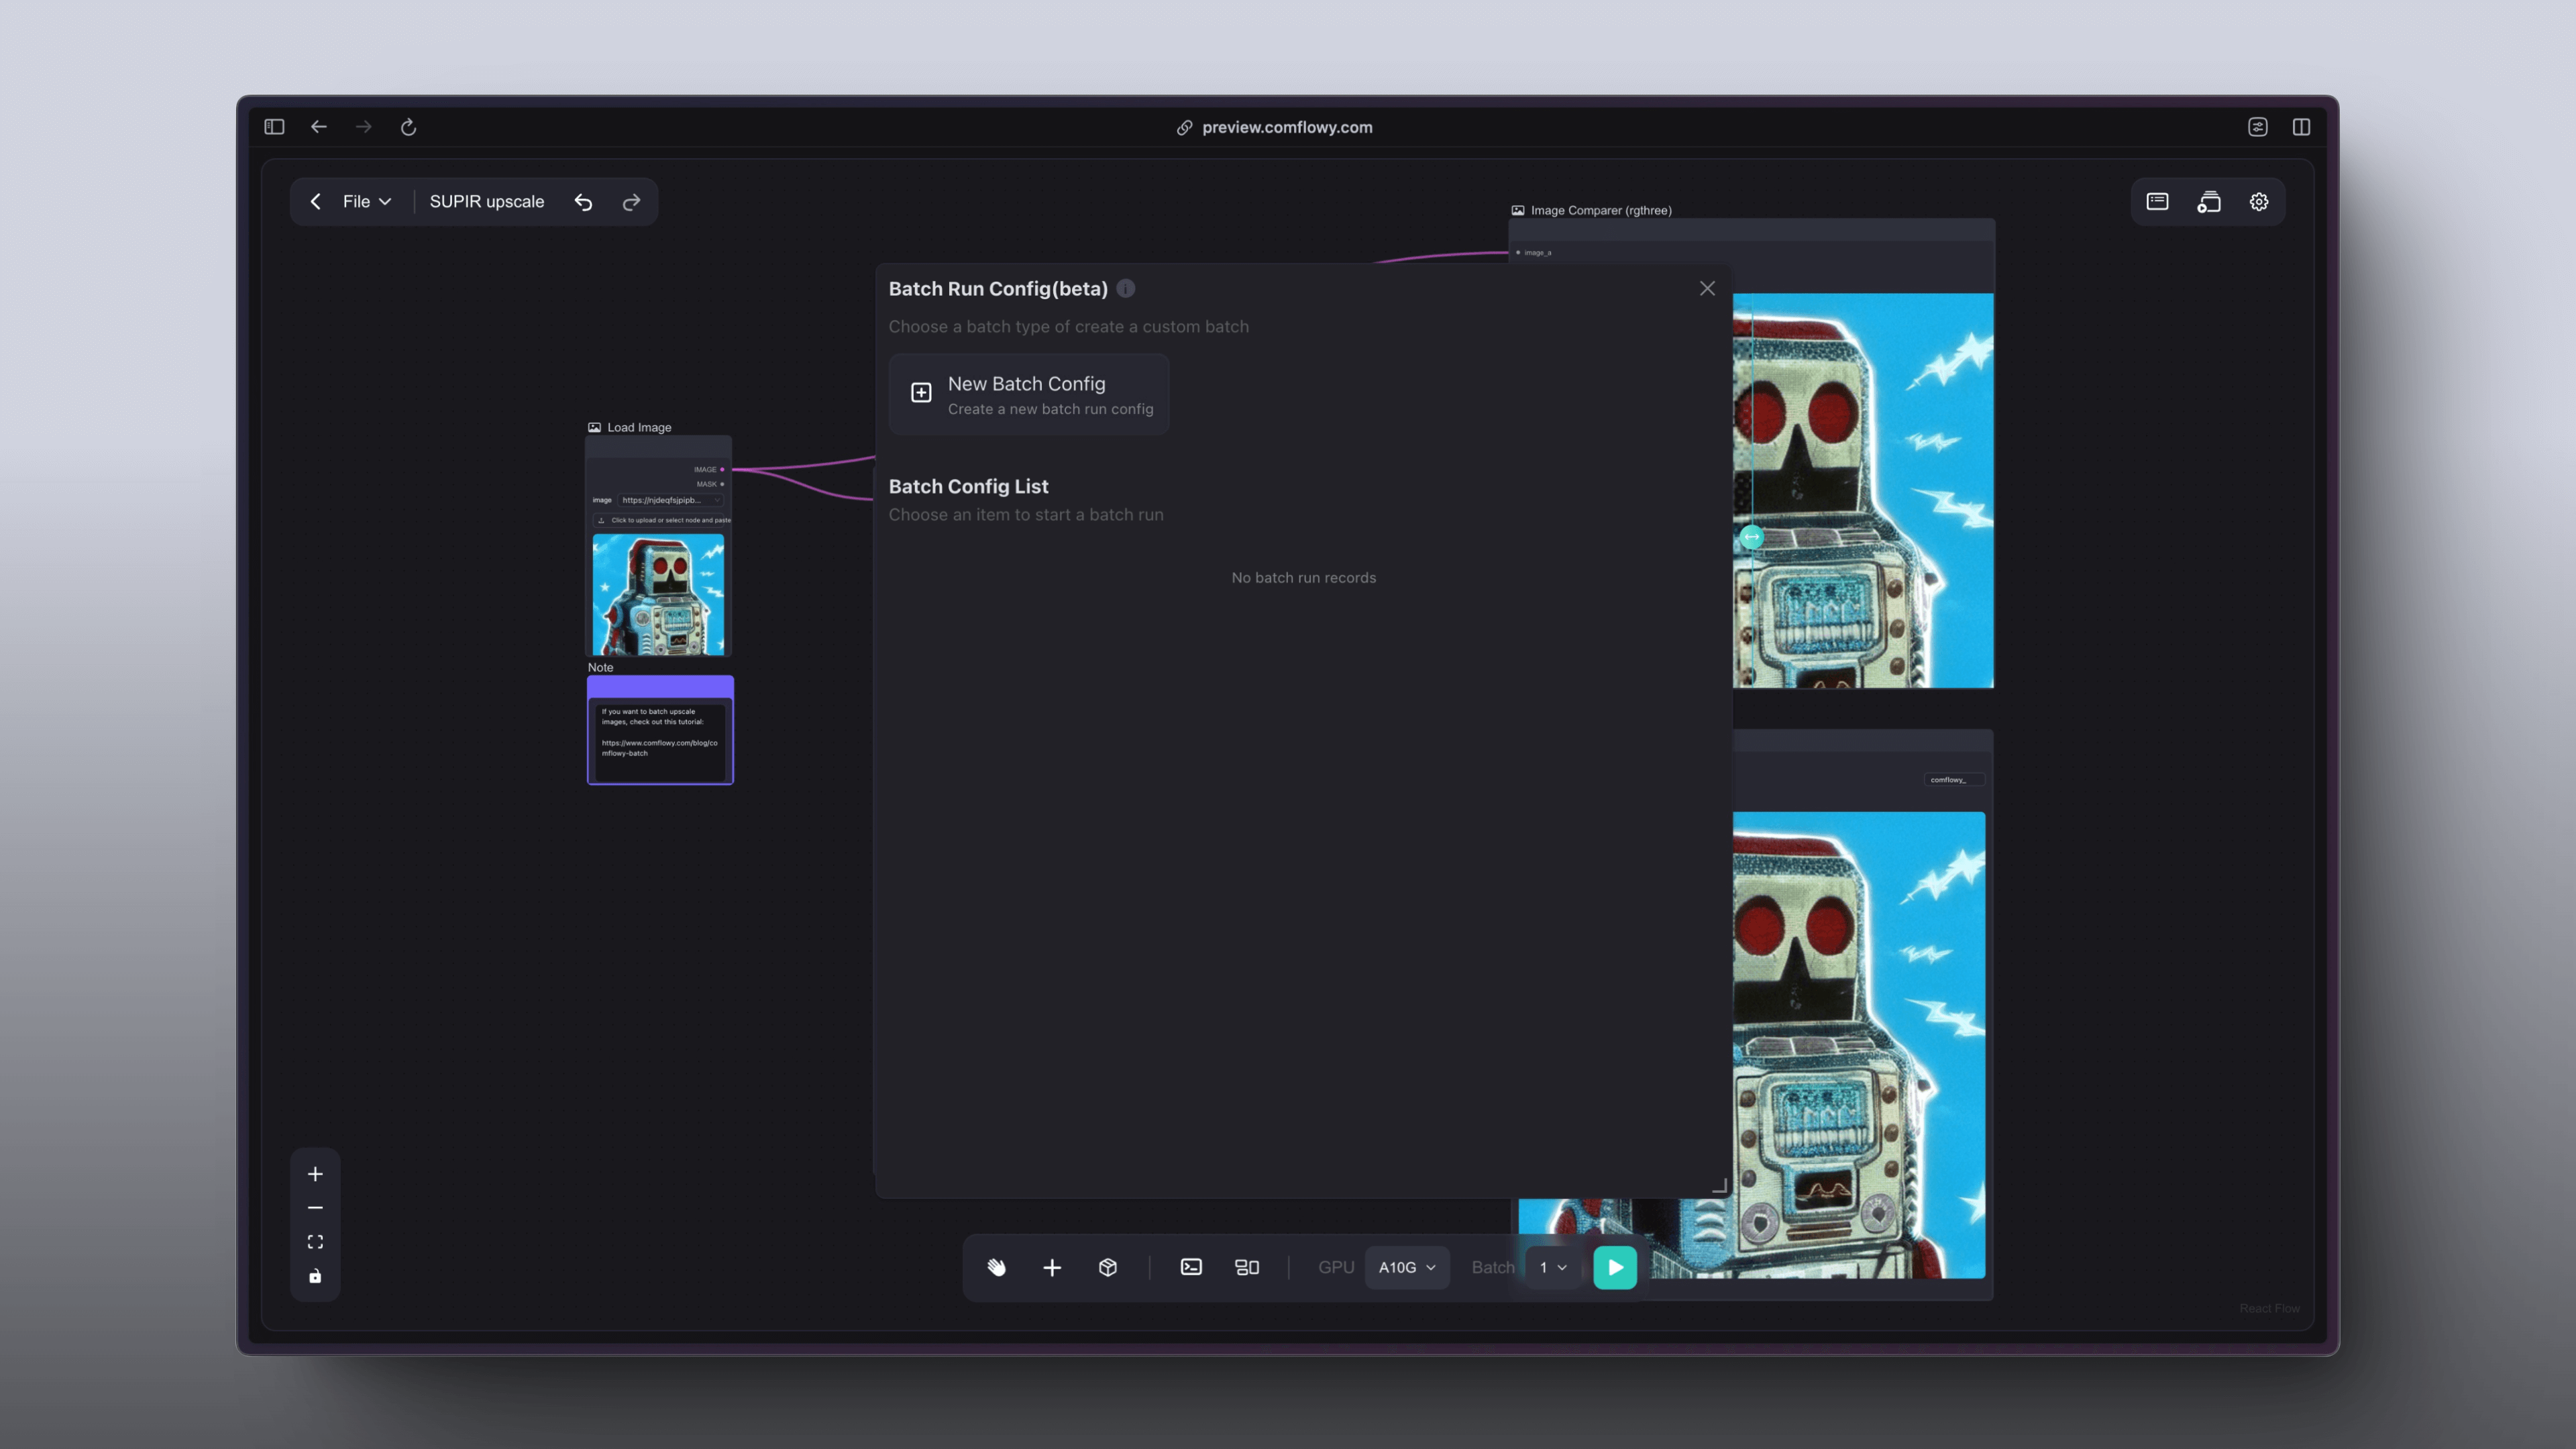 preview.comflowy.com
File
SUPIR upscale
Image Comparer (rgthree)
image_a
Batch Run Config(beta)
Choose a batch type of create a custom batch
New Batch Config
Create a new batch run config
Load Image
IMAGE
MASK
image
https://njdeqfsjpipb...
Click to upload or select node and paste
Batch Config List
Choose an item to start a batch run
No batch run records
Note
If you want to batch upscale
images, check out this tutorial:
https://www.comflowy.com/blog/co
mflowy-batch
comflowy_
GPU
A10G
Batch
1
React Flow